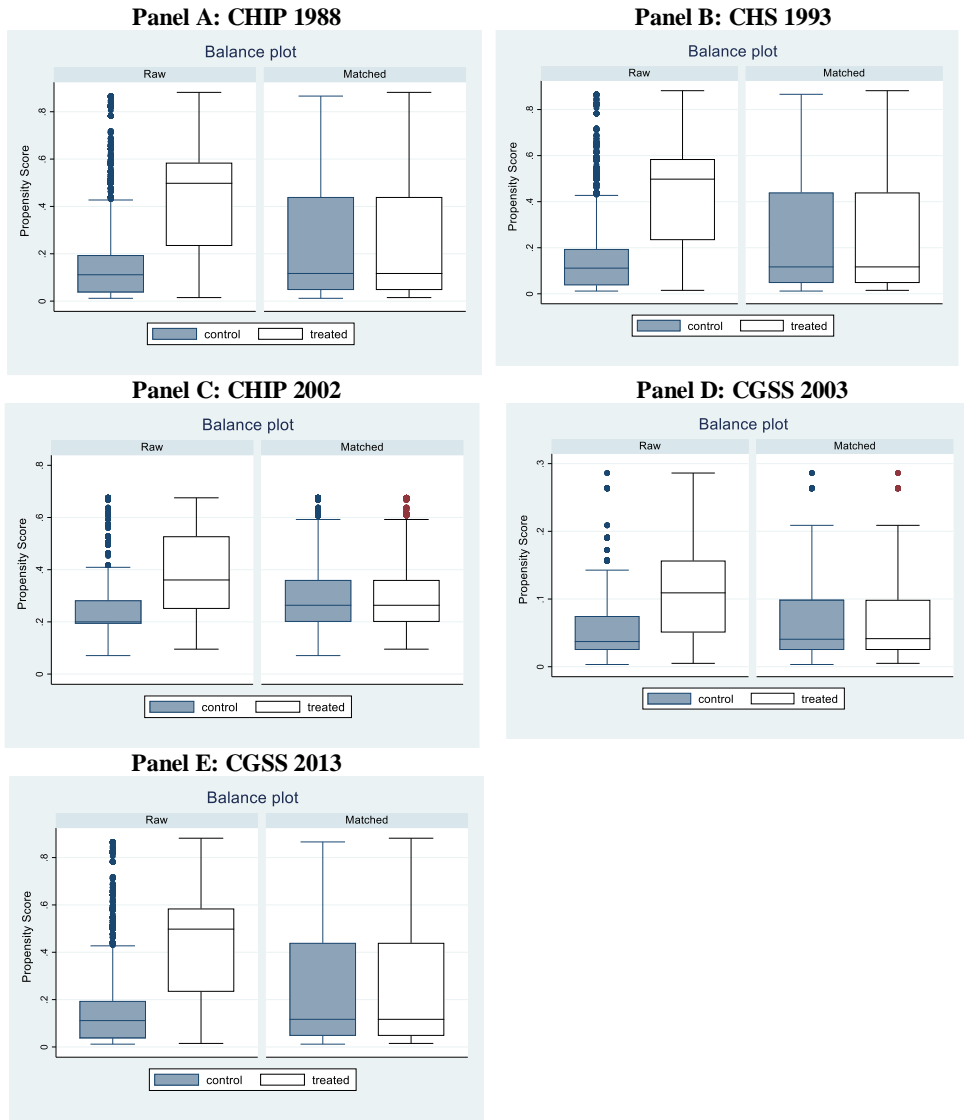 Panel A: CHIP 1988
Balance plot
Raw Matched
Propensity Score
.8
.6
.4
.2
0
control treated
Panel B: CHS 1993
Balance plot
Raw Matched
Propensity Score
.8
.6
.4
.2
0
control treated
Panel C: CHIP 2002
Balance plot
Raw Matched
Propensity Score
.8
.6
.4
.2
0
control treated
Panel D: CGSS 2003
Balance plot
Raw Matched
Propensity Score
.3
.2
.1
0
control treated
Panel E: CGSS 2013
Balance plot
Raw Matched
Propensity Score
.8
.6
.4
.2
0
control treated